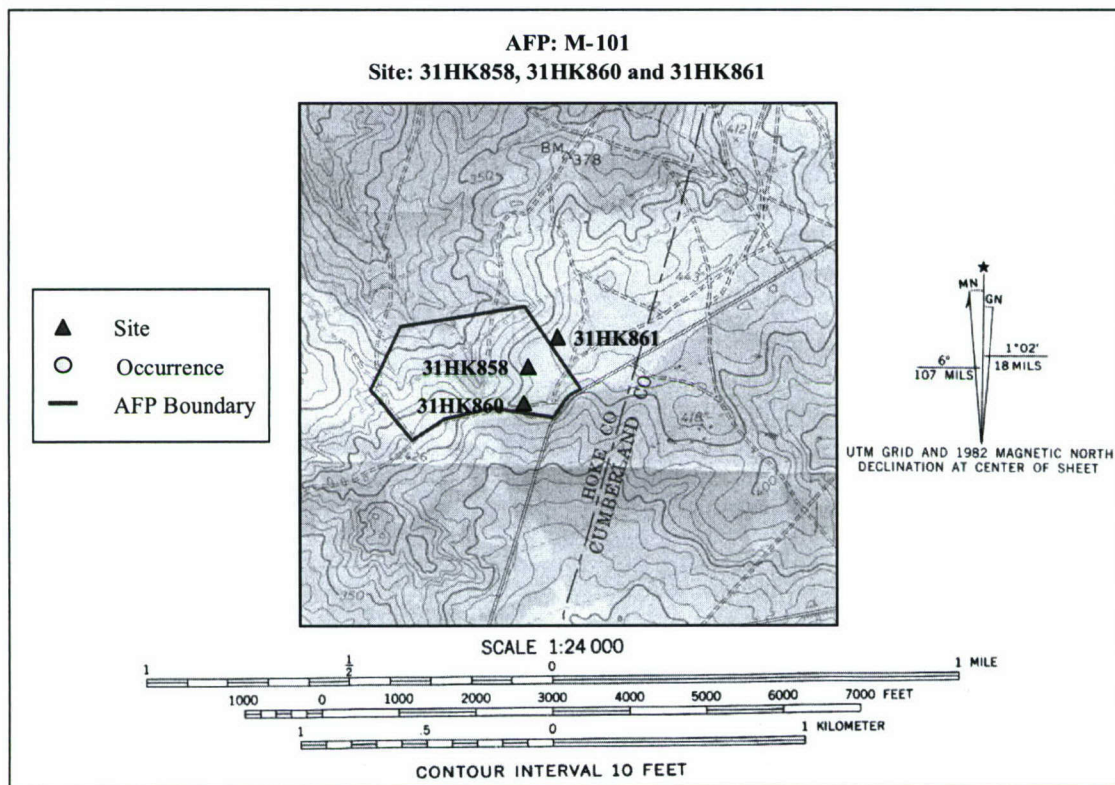 AFP: M-101
Site: 31HK858, 31HK860 and 31HK861
412
BM
378
350
443
31HK861
31HK858
31HK860
426
418
400
HOKE CO
CUMBERLAND CO
350
Site
Occurrence
AFP Boundary
MN
GN
6°
107 MILS
1°02'
18 MILS
UTM GRID AND 1982 MAGNETIC NORTH
DECLINATION AT CENTER OF SHEET
SCALE 1:24 000
1 1/2 0 1 MILE
1000 0 1000 2000 3000 4000 5000 6000 7000 FEET
1 .5 0 1 KILOMETER
CONTOUR INTERVAL 10 FEET